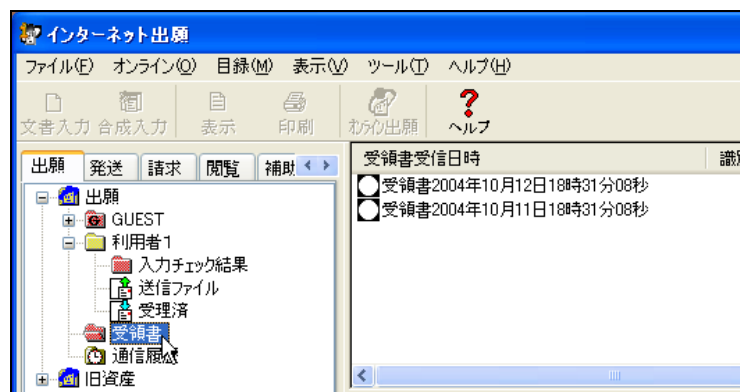 インターネット出願
ファイル(F) オンライン(O) 目録(M) 表示(V) ツール(T) ヘルプ(H)
文書入力 合成入力 表示 印刷 オンライン出願 ヘルプ
出願 発送 請求 閲覧 補助
受領書受信日時
受領書2004年10月12日18時31分08秒
受領書2004年10月11日18時31分08秒
出願
GUEST
利用者1
入力チェック結果
送信ファイル
受理済
受領書
通信履歴
旧資産